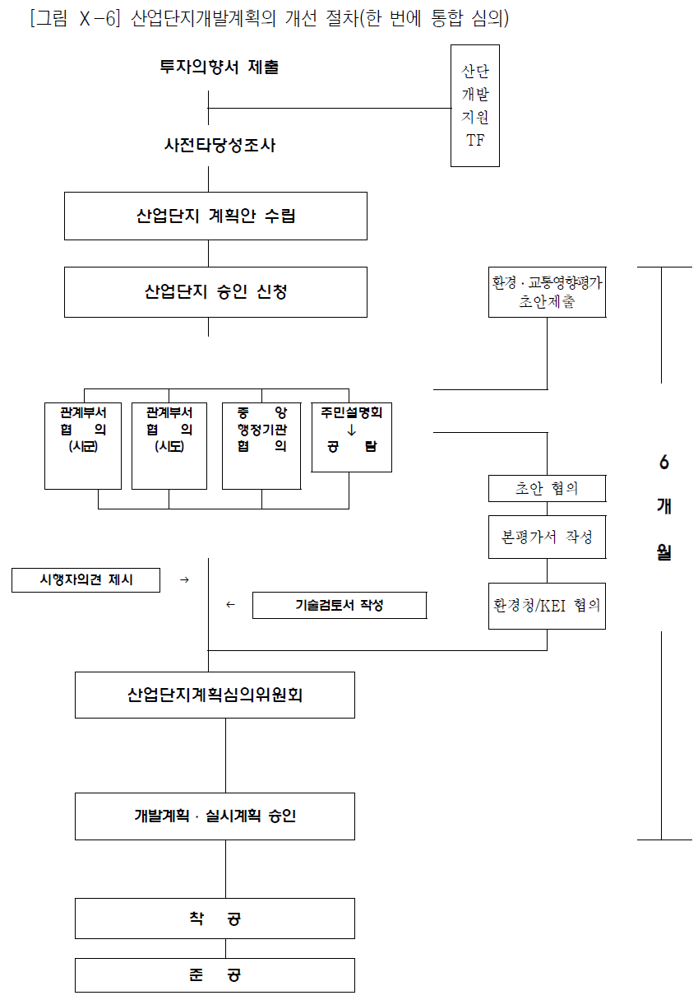 [그림 Ⅹ-6] 산업단지개발계획의 개선 절차(한 번에 통합 심의)
투자의향서 제출
산단
개발
지원
TF
사전타당성조사
산업단지 계획안 수립
산업단지 승인 신청
환경·교통영향평가
초안제출
관계부서
협 의
(시군)
관계부서
협 의
(시도)
중 앙
행정기관
협 의
주민설명회
↓
공 람
6
개
월
초안 협의
본평가서 작성
시행자의견 제시 →
← 기술검토서 작성
환경청/KEI 협의
산업단지계획심의위원회
개발계획·실시계획 승인
착 공
준 공